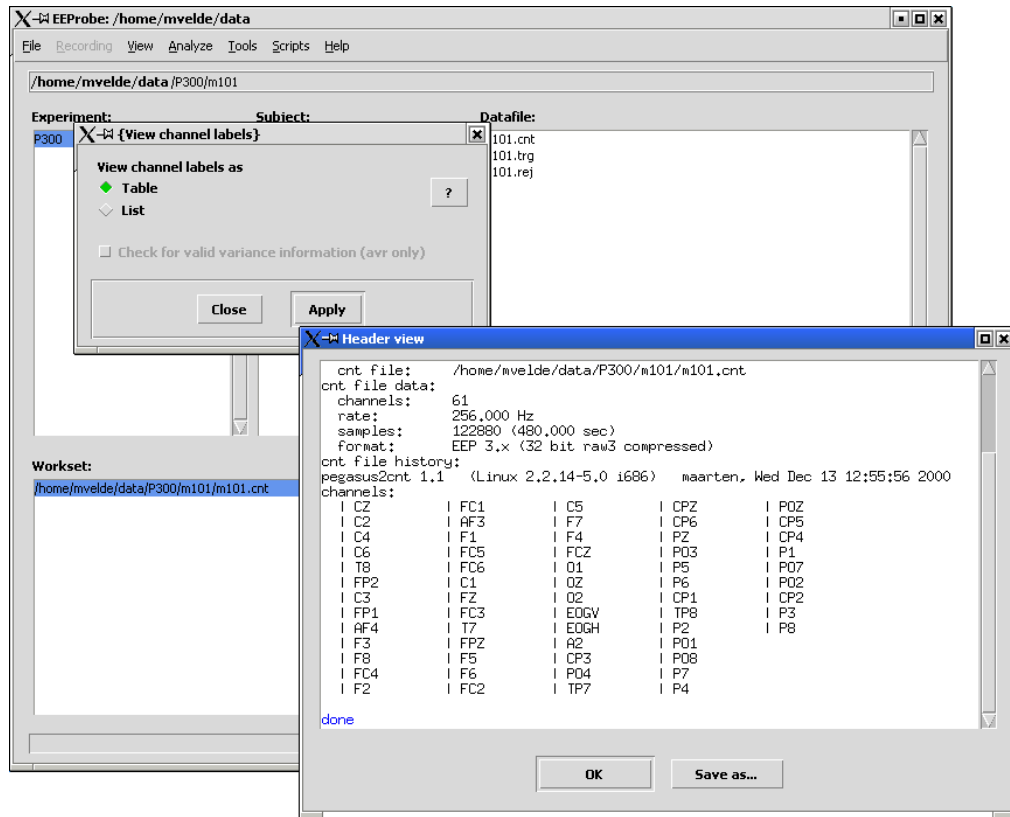 EEProbe: /home/mvelde/data
File Recording View Analyze Tools Scripts Help
/home/mvelde/data /P300/m101
Experiment: Subject: Datafile:
P300
101.cnt
101.trg
101.rej
{View channel labels}
View channel labels as
Table
List
?
Check for valid variance information (avr only)
Close Apply
Workset:
/home/mvelde/data/P300/m101/m101.cnt
Header view
cnt file: /home/mvelde/data/P300/m101/m101.cnt
cnt file data:
channels: 61
rate: 256.000 Hz
samples: 122880 (480.000 sec)
format: EEP 3.x (32 bit raw3 compressed)
cnt file history:
pegasus2cnt 1.1 (Linux 2.2.14-5.0 i686) maarten, Wed Dec 13 12:55:56 2000
channels:
| CZ | FC1 | C5 | CPZ | POZ
| C2 | AF3 | F7 | CP6 | CP5
| C4 | F1 | F4 | PZ | CP4
| C6 | FC5 | FCZ | PO3 | P1
| T8 | FC6 | O1 | P5 | PO7
| FP2 | C1 | OZ | P6 | PO2
| C3 | FZ | O2 | CP1 | CP2
| FP1 | FC3 | EOGV | TP8 | P3
| AF4 | T7 | EOGH | P2 | P8
| F3 | FPZ | A2 | PO1
| F8 | F5 | CP3 | PO8
| FC4 | F6 | PO4 | P7
| F2 | FC2 | TP7 | P4
done
OK Save as...